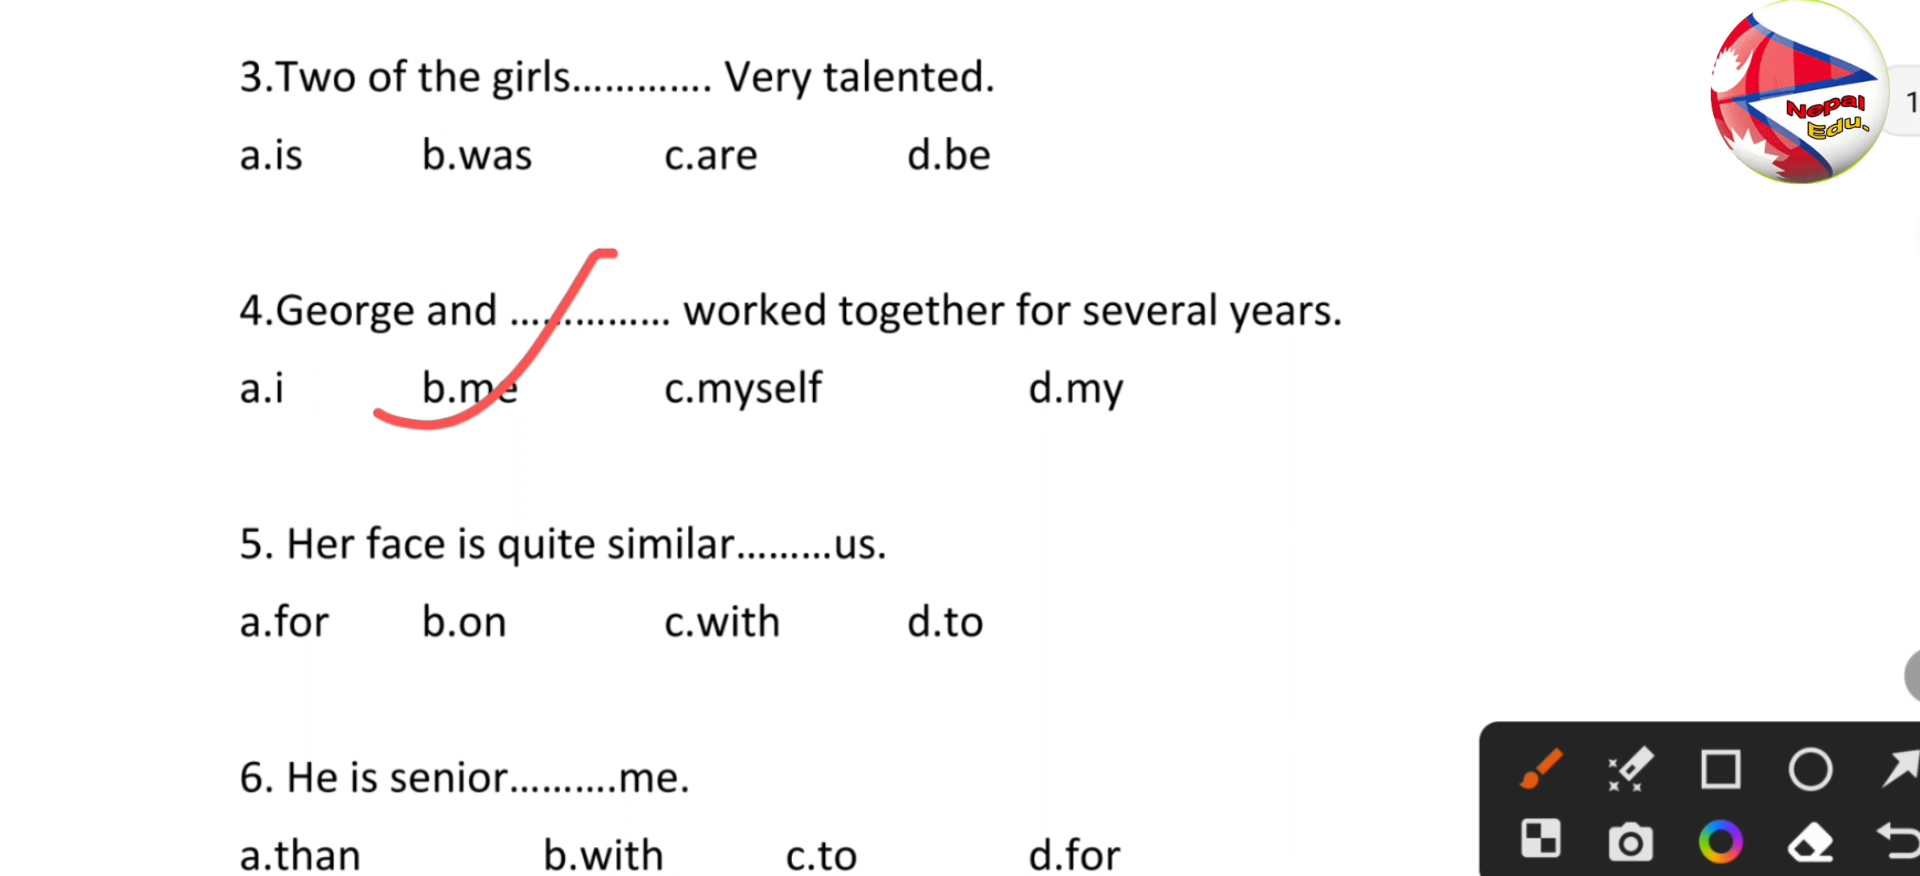 3.Two of the girls............. Very talented.
a.is b.was c.are d.be
4.George and ............... worked together for several years.
a.i b.me c.myself d.my
5. Her face is quite similar.........us.
a.for b.on c.with d.to
6. He is senior..........me.
a.than b.with c.to d.for
Nepal
Edu.
1